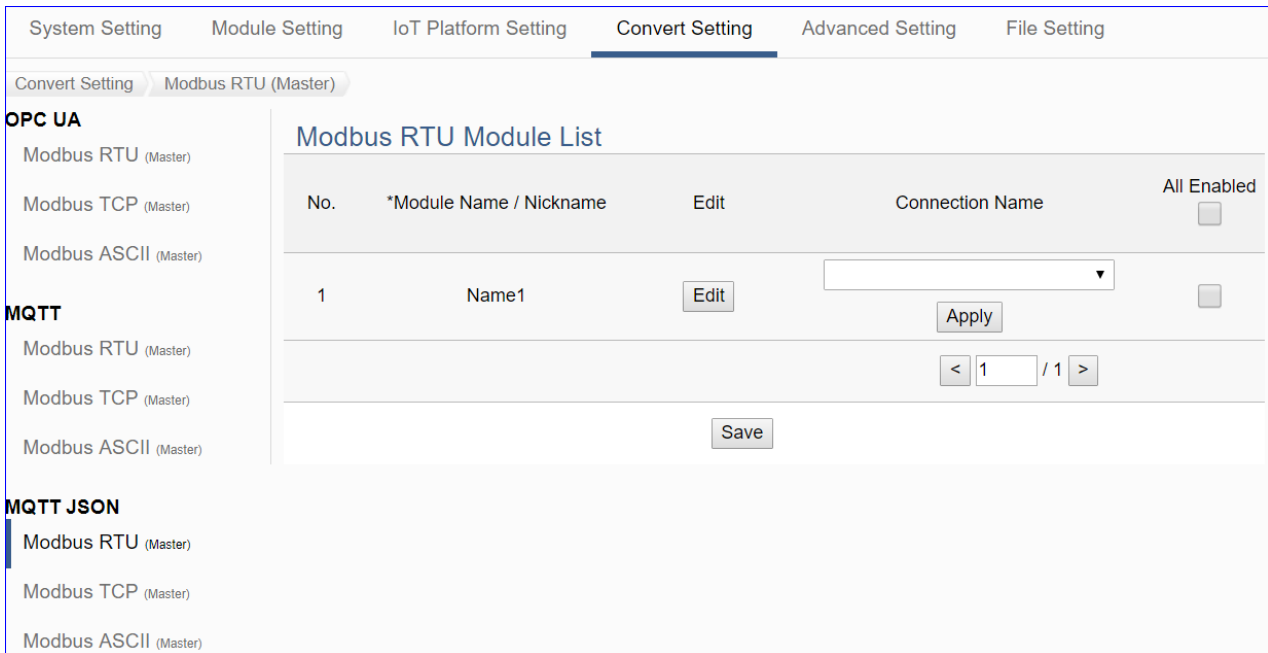 System Setting Module Setting IoT Platform Setting Convert Setting Advanced Setting File Setting
Convert Setting Modbus RTU (Master)
OPC UA
Modbus RTU (Master)
Modbus TCP (Master)
Modbus ASCII (Master)
MQTT
Modbus RTU (Master)
Modbus TCP (Master)
Modbus ASCII (Master)
MQTT JSON
Modbus RTU (Master)
Modbus TCP (Master)
Modbus ASCII (Master)
Modbus RTU Module List
No. *Module Name / Nickname Edit Connection Name All Enabled
1 Name1 Edit
Apply
< 1 / 1 >
Save